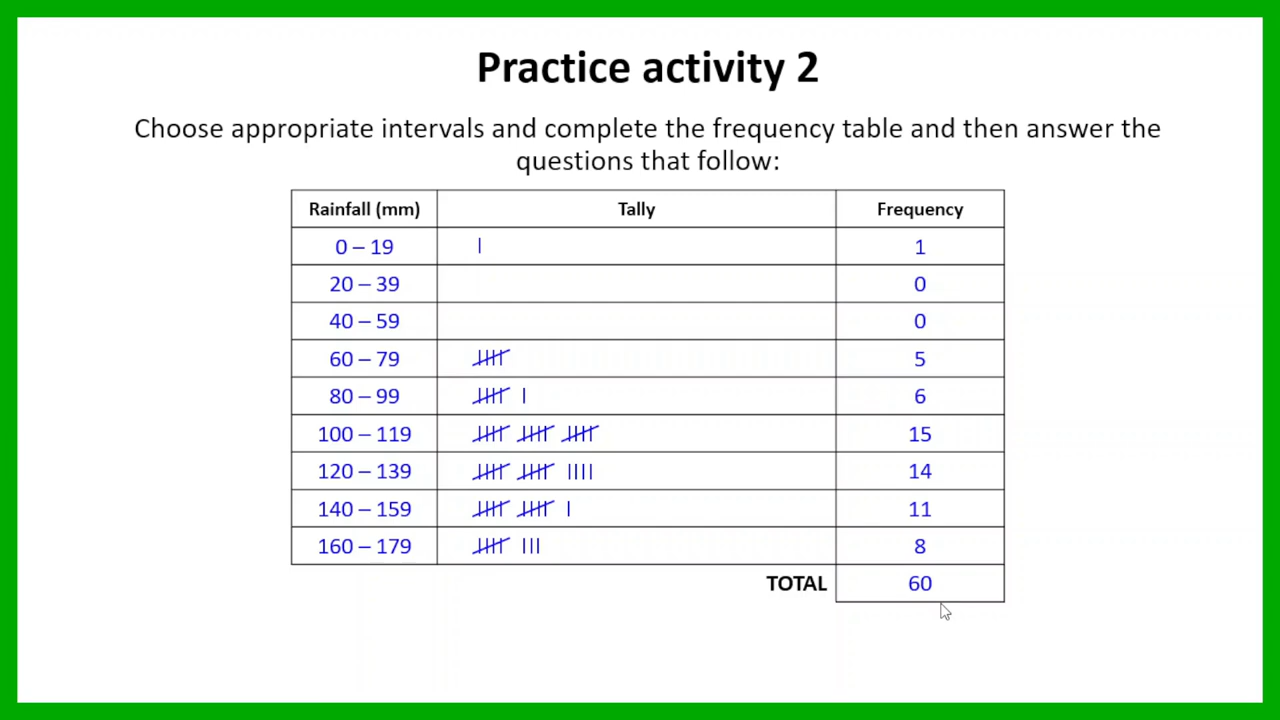 Practice activity 2
Choose appropriate intervals and complete the frequency table and then answer the
questions that follow:
Rainfall (mm) Tally Frequency
0 – 19 1
20 – 39 0
40 – 59 0
60 – 79 5
80 – 99 6
100 – 119 15
120 – 139 14
140 – 159 11
160 – 179 8
TOTAL 60